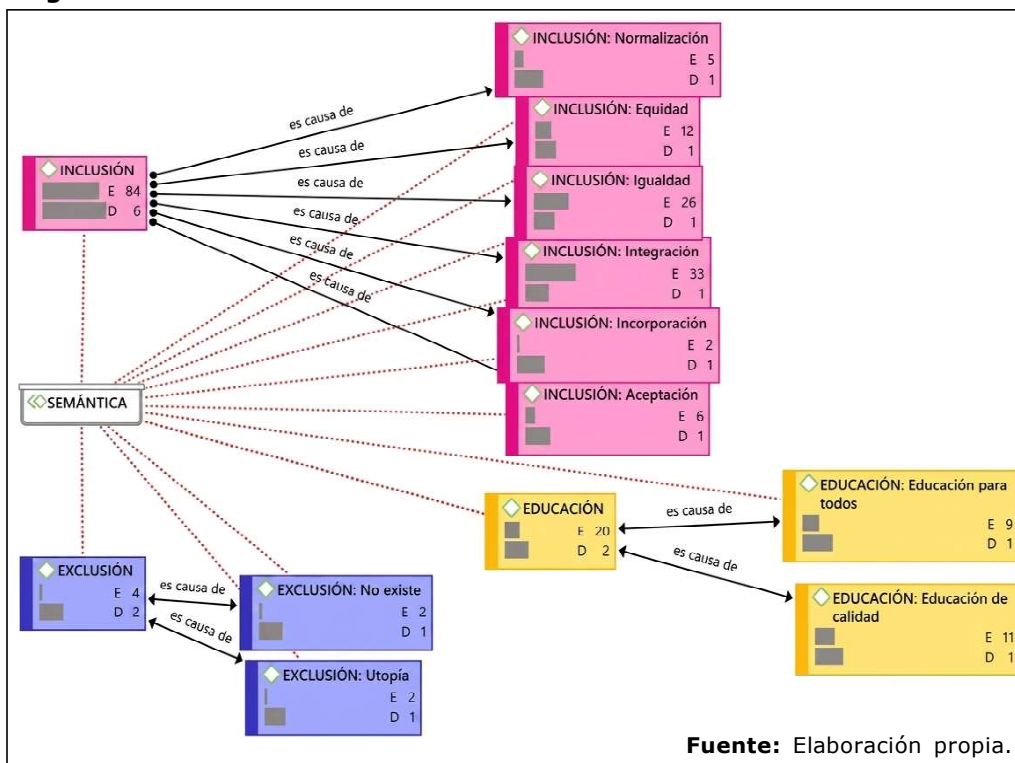 INCLUSIÓN: Normalización
E 5
D 1
es causa de
INCLUSIÓN: Equidad
E 12
D 1
es causa de
INCLUSIÓN
E 84
D 6
es causa de
INCLUSIÓN: Igualdad
E 26
D 1
es causa de
INCLUSIÓN: Integración
E 33
D 1
es causa de
es causa de
INCLUSIÓN: Incorporación
E 2
D 1
INCLUSIÓN: Aceptación
E 6
D 1
SEMÁNTICA
EDUCACIÓN
E 20
D 2
es causa de
es causa de
EDUCACIÓN: Educación para
todos
E 9
D 1
EDUCACIÓN: Educación de
calidad
E 11
D 1
EXCLUSIÓN
E 4
D 2
es causa de
es causa de
EXCLUSIÓN: No existe
E 2
D 1
EXCLUSIÓN: Utopía
E 2
D 1
Fuente: Elaboración propia.